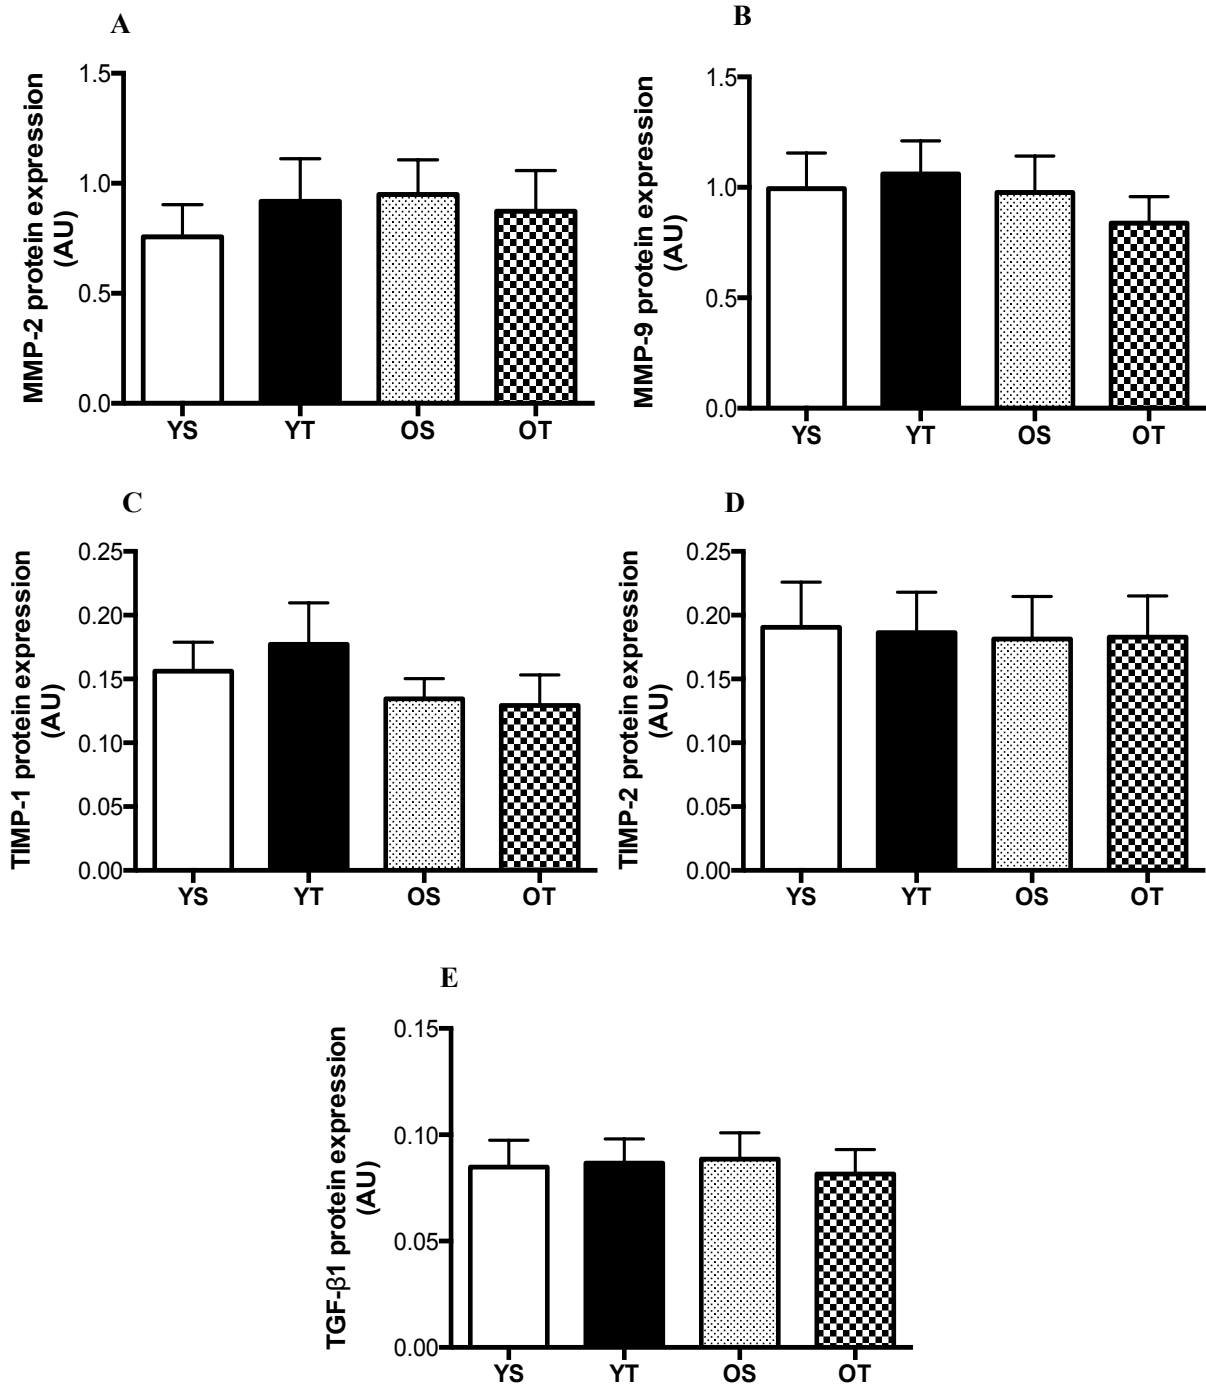 A
MMP-2 protein expression
(AU)
1.5
1.0
0.5
0.0
YS YT OS OT
B
MMP-9 protein expression
(AU)
1.5
1.0
0.5
0.0
YS YT OS OT
C
TIMP-1 protein expression
(AU)
0.25
0.20
0.15
0.10
0.05
0.00
YS YT OS OT
D
TIMP-2 protein expression
(AU)
0.25
0.20
0.15
0.10
0.05
0.00
YS YT OS OT
E
TGF-β1 protein expression
(AU)
0.15
0.10
0.05
0.00
YS YT OS OT